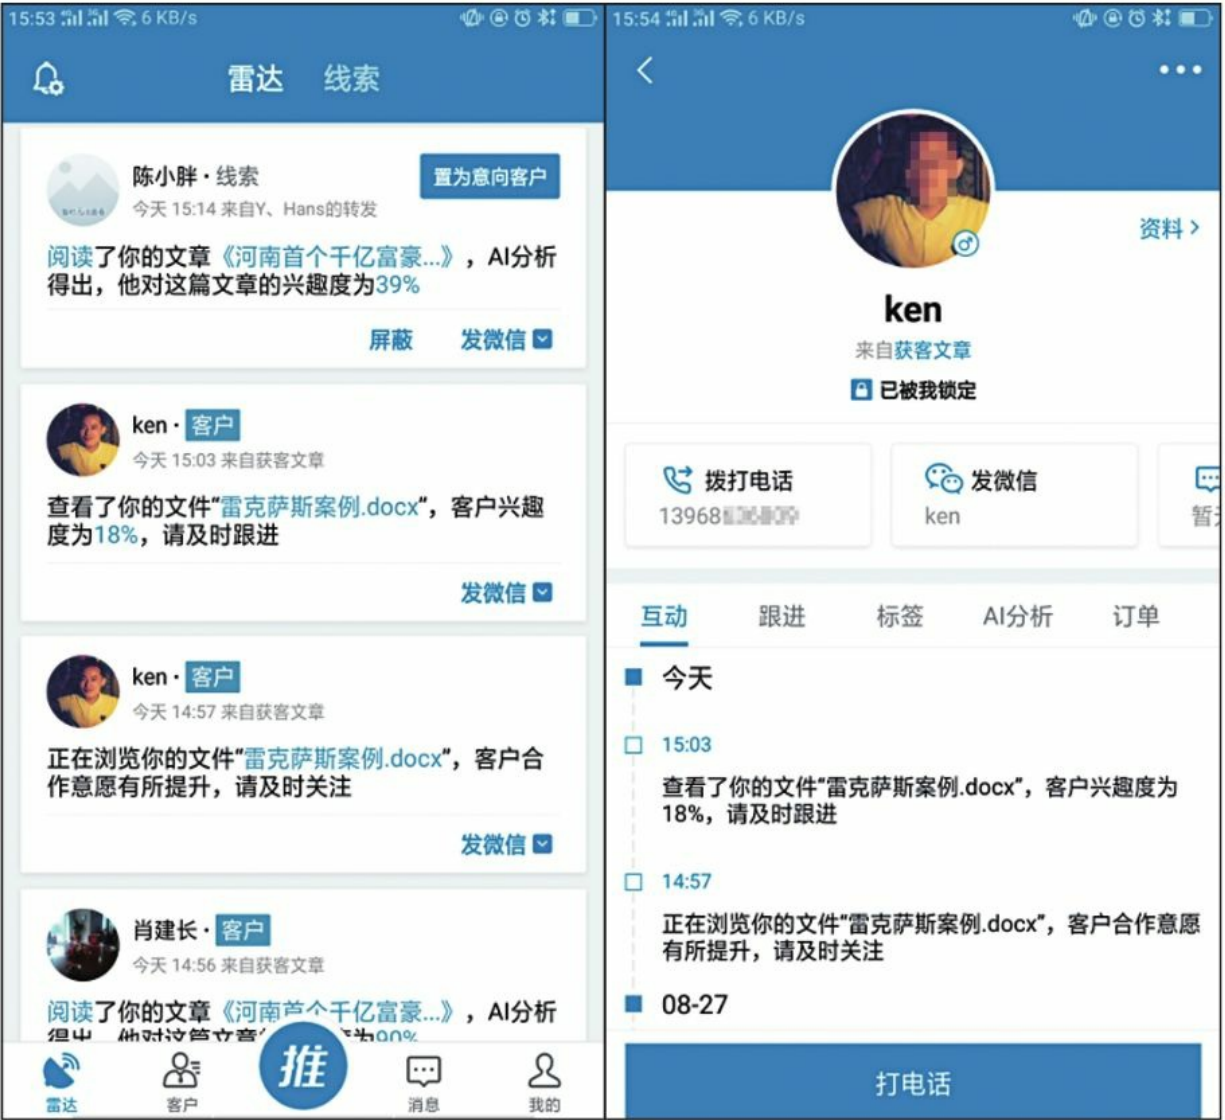 15:53 6 KB/s
雷达 线索
陈小胖·线索
置为意向客户
今天 15:14 来自Y、Hans的转发
阅读了你的文章《河南首个千亿富豪...》，AI分析
得出，他对这篇文章的兴趣度为39%
屏蔽 发微信
ken·客户
今天 15:03 来自获客文章
查看了你的文件“雷克萨斯案例.docx”，客户兴趣
度为18%，请及时跟进
发微信
ken·客户
今天 14:57 来自获客文章
正在浏览你的文件“雷克萨斯案例.docx”，客户合
作意愿有所提升，请及时关注
发微信
肖建长·客户
今天 14:56 来自获客文章
阅读了你的文章《河南首个千亿富豪...》，AI分析
得出，他对这篇文章 度为90%
推
雷达 客户 消息 我的
15:54 6 KB/s
资料
ken
来自获客文章
已被我锁定
拨打电话
13968
发微信
ken
暂
互动 跟进 标签 AI分析 订单
今天
15:03
查看了你的文件“雷克萨斯案例.docx”，客户兴趣度为
18%，请及时跟进
14:57
正在浏览你的文件“雷克萨斯案例.docx”，客户合作意愿
有所提升，请及时关注
08-27
打电话